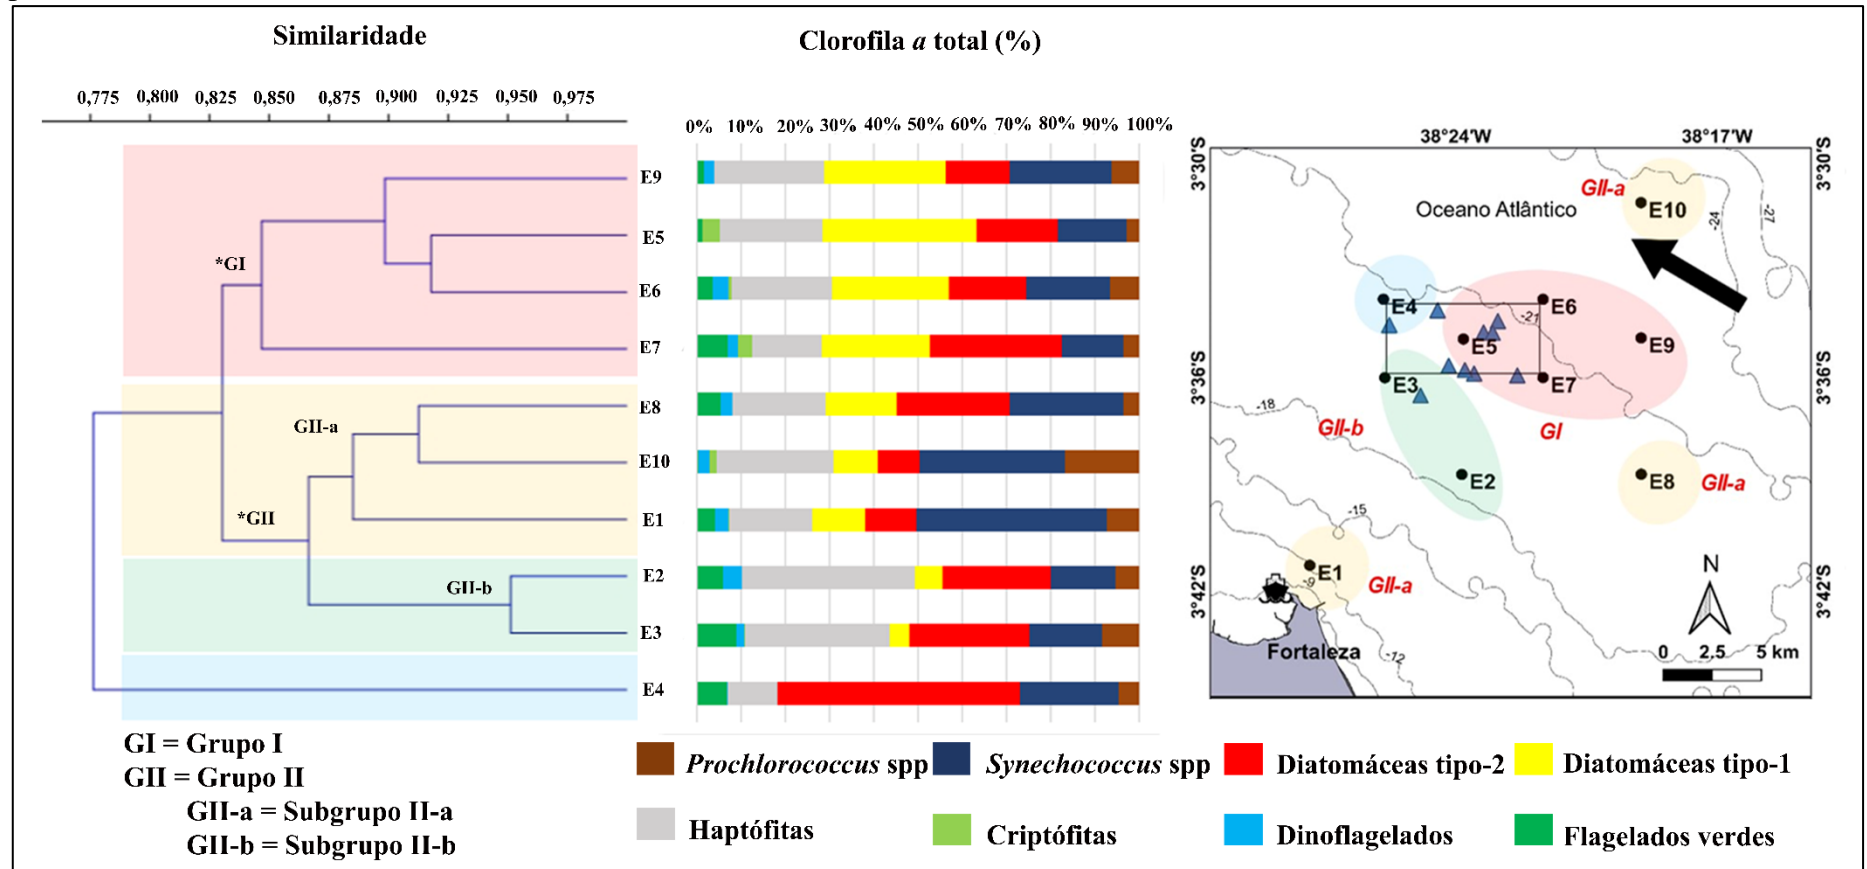 Similaridade
0,775 0,800 0,825 0,850 0,875 0,900 0,925 0,950 0,975
*GI
GII-a
*GII
GII-b
E9
E5
E6
E7
E8
E10
E1
E2
E3
E4
GI = Grupo I
GII = Grupo II
GII-a = Subgrupo II-a
GII-b = Subgrupo II-b
Clorofila a total (%)
0% 10% 20% 30% 40% 50% 60% 70% 80% 90% 100%
Prochlorococcus spp Synechococcus spp Diatomáceas tipo-2 Diatomáceas tipo-1
Haptófitas Criptófitas Dinoflagelados Flagelados verdes
38°24'W 38°17'W
3°30'S 3°30'S
3°36'S 3°36'S
3°42'S 3°42'S
Oceano Atlântico
GII-a
E10
-24
-27
E4
E6
-21
E5
E9
E3
E7
-18
GII-b
GI
E2
E8
GII-a
-15
E1
-9
GII-a
N
Fortaleza
-12
0 2.5 5 km